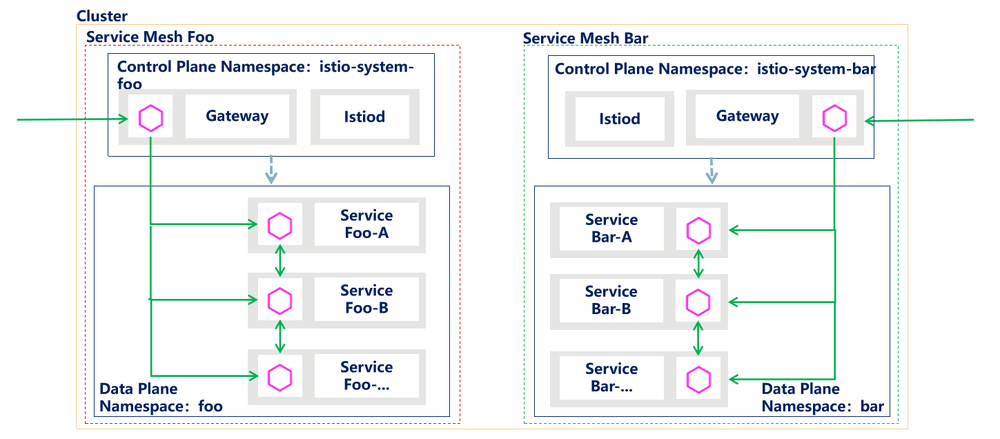 Cluster
Service Mesh Foo
Control Plane Namespace：istio-system-
foo
Gateway
Istiod
Service
Foo-A
Service
Foo-B
Service
Foo-...
Data Plane
Namespace：foo
Service Mesh Bar
Control Plane Namespace：istio-system-bar
Istiod
Gateway
Service
Bar-A
Service
Bar-B
Service
Bar-...
Data Plane
Namespace：bar